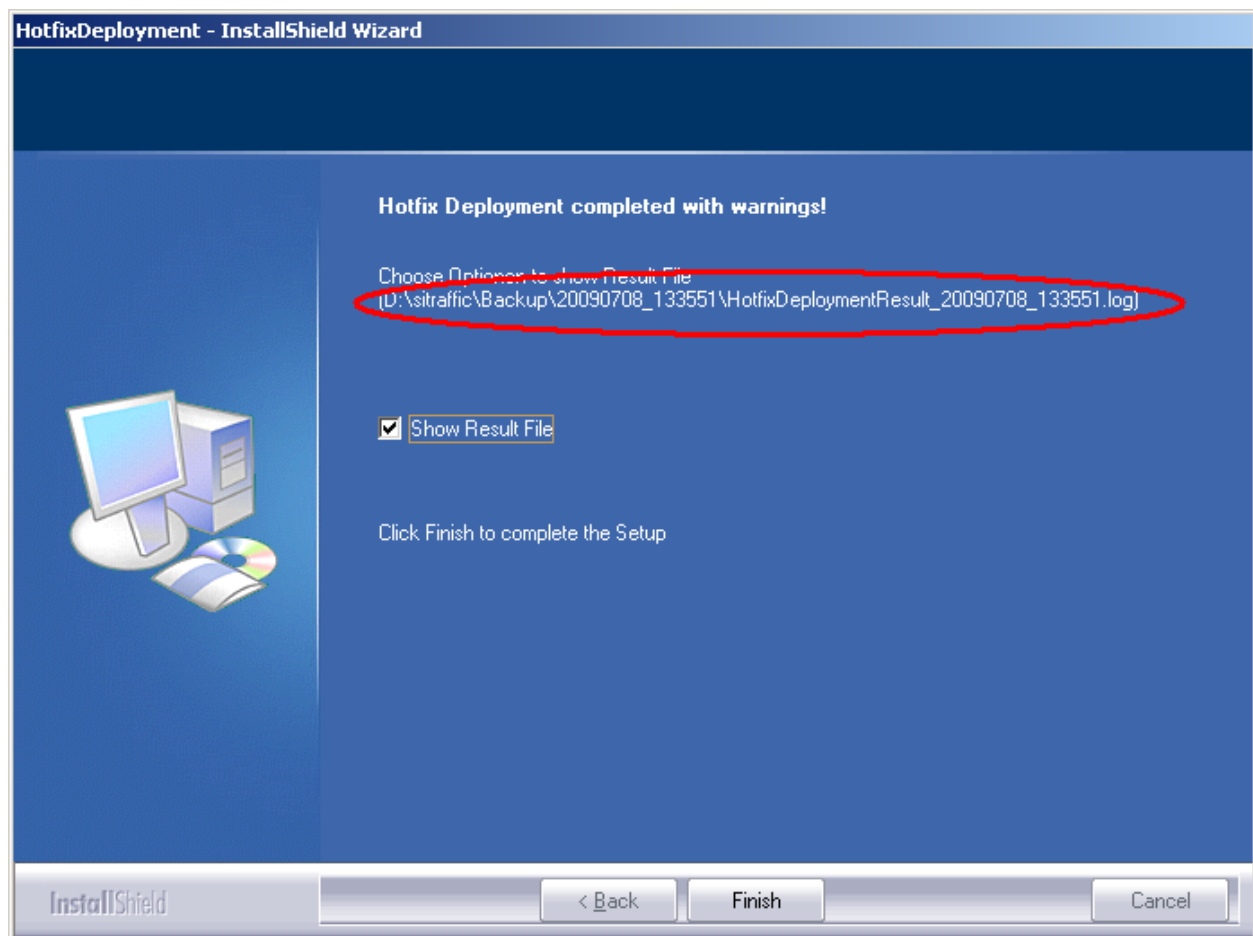 HotfixDeployment - InstallShield Wizard
Hotfix Deployment completed with warnings!
Choose Optionen to show Result File
(D:\sitraffic\Backup\20090708_133551\HotfixDeploymentResult_20090708_133551.log)
Show Result File
Click Finish to complete the Setup
InstallShield
< Back
Finish
Cancel